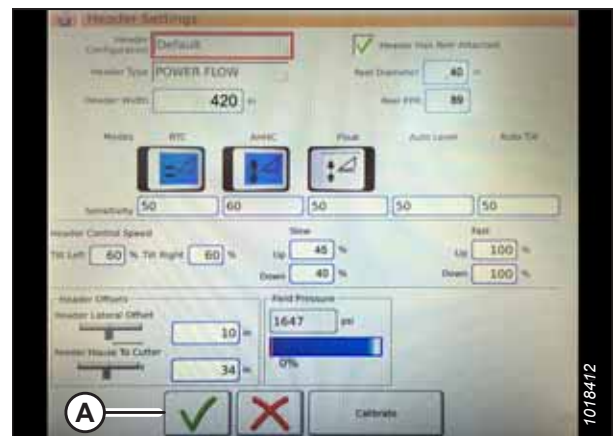 Header Settings
Header Configuration Default
Header Has Reel Attached
Header Type POWER FLOW
Reel Diameter 40 in
Header Width 420 in
Reel PPR 89
Modes RTC AHHC Float Auto Level Auto Tilt
Sensitivity 50 60 50 50 50
Header Control Speed
Slow
Fast
Tilt Left 60 % Tilt Right 60 %
Up 45 %
Up 100 %
Down 40 %
Down 100 %
Header Offsets
Field Pressure
Header Lateral Offset
10 in
1647 psi
Feeder House To Cutter
34 in
0%
A
Calibrate
1018412